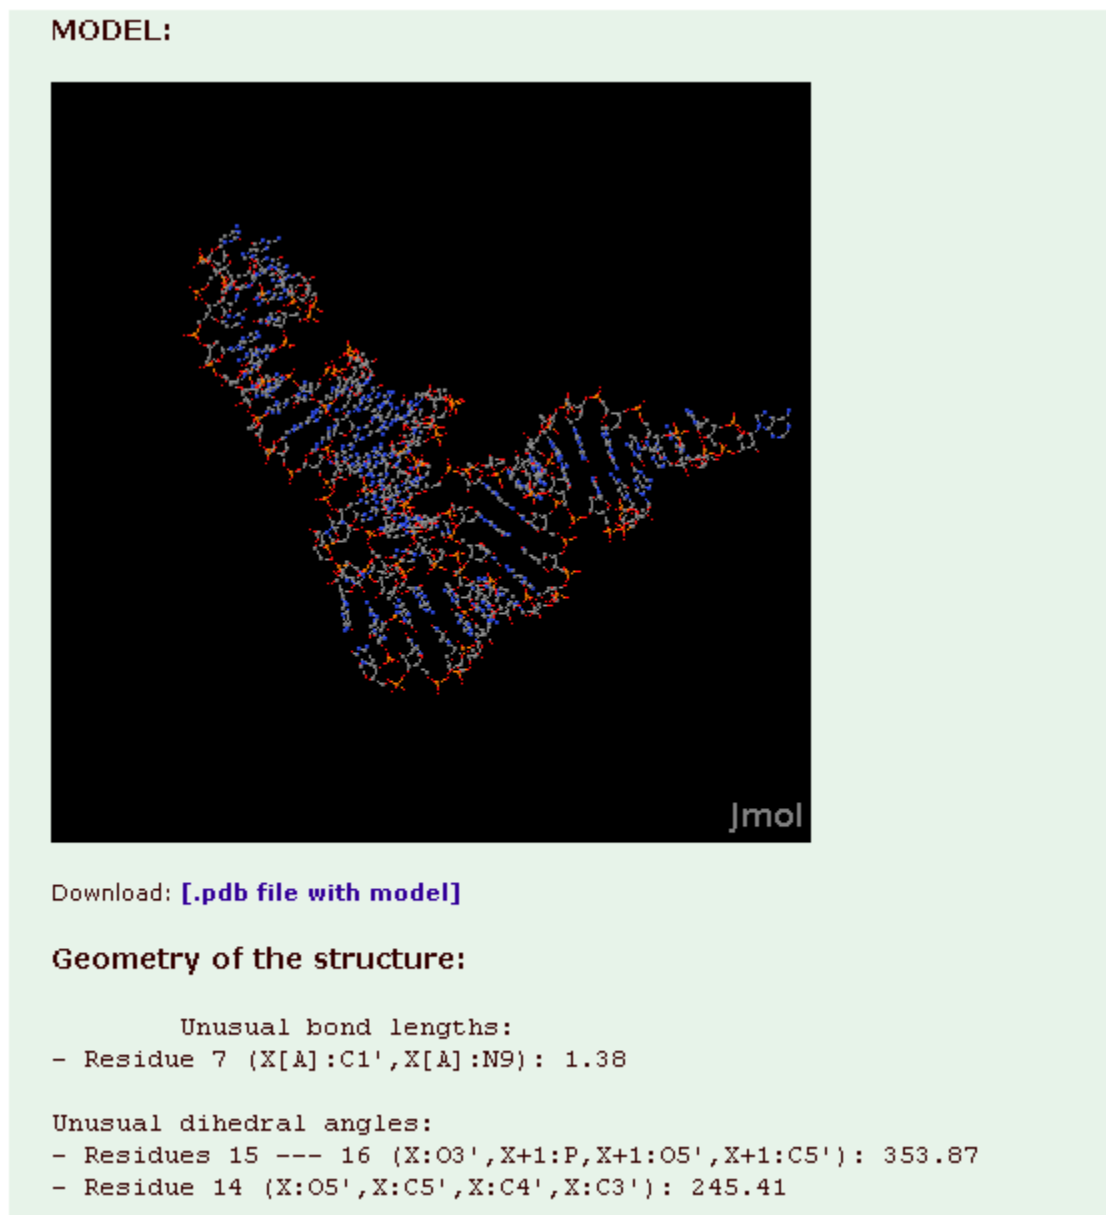 MODEL:
Jmol
Download: [.pdb file with model]
Geometry of the structure:
Unusual bond lengths:
- Residue 7 (X[A]:C1',X[A]:N9): 1.38
Unusual dihedral angles:
- Residues 15 --- 16 (X:O3',X+1:P,X+1:O5',X+1:C5'): 353.87
- Residue 14 (X:O5',X:C5',X:C4',X:C3'): 245.41